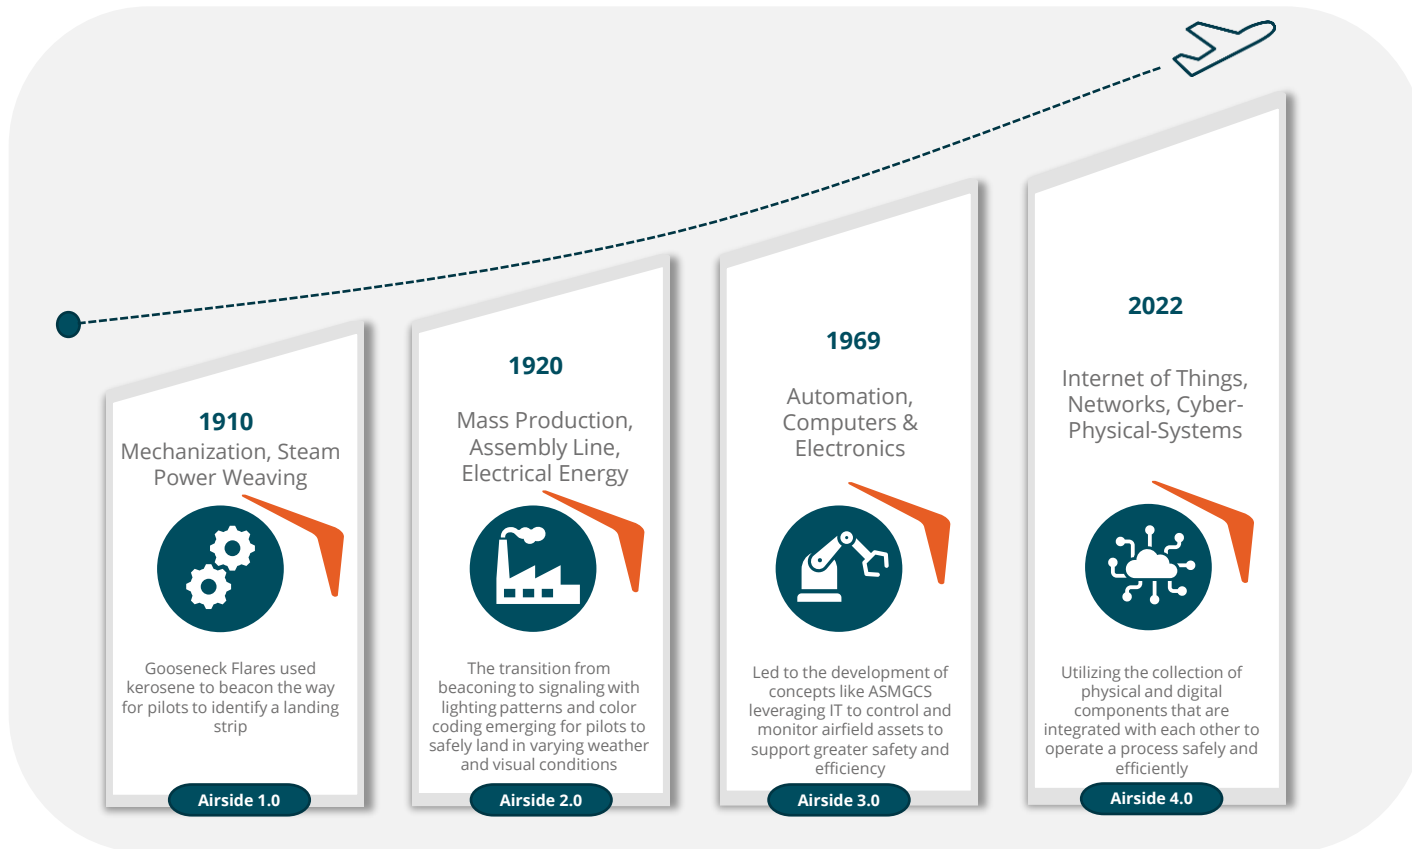 1910
Mechanization, Steam
Power Weaving
Gooseneck Flares used
kerosene to beacon the way
for pilots to identify a landing
strip
Airside 1.0
1920
Mass Production,
Assembly Line,
Electrical Energy
The transition from
beaconing to signaling with
lighting patterns and color
coding emerging for pilots to
safely land in varying weather
and visual conditions
Airside 2.0
1969
Automation,
Computers &
Electronics
Led to the development of
concepts like ASMGCS
leveraging IT to control and
monitor airfield assets to
support greater safety and
efficiency
Airside 3.0
2022
Internet of Things,
Networks, Cyber-
Physical-Systems
Utilizing the collection of
physical and digital
components that are
integrated with each other to
operate a process safely and
efficiently
Airside 4.0